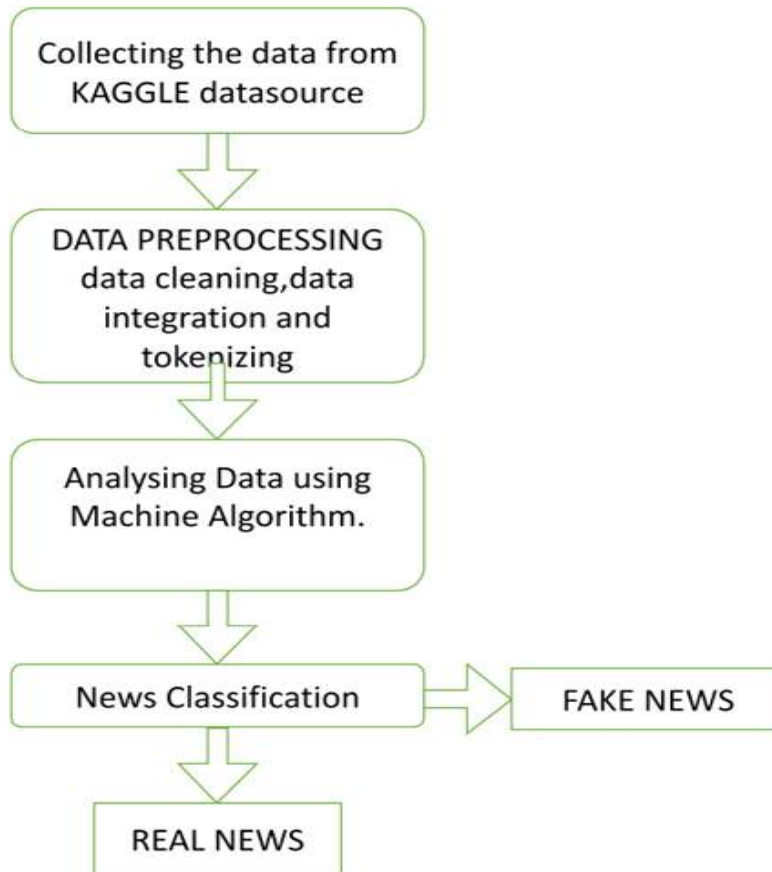 Collecting the data from
KAGGLE datasource
DATA PREPROCESSING
data cleaning,data
integration and
tokenizing
Analysing Data using
Machine Algorithm.
News Classification
FAKE NEWS
REAL NEWS